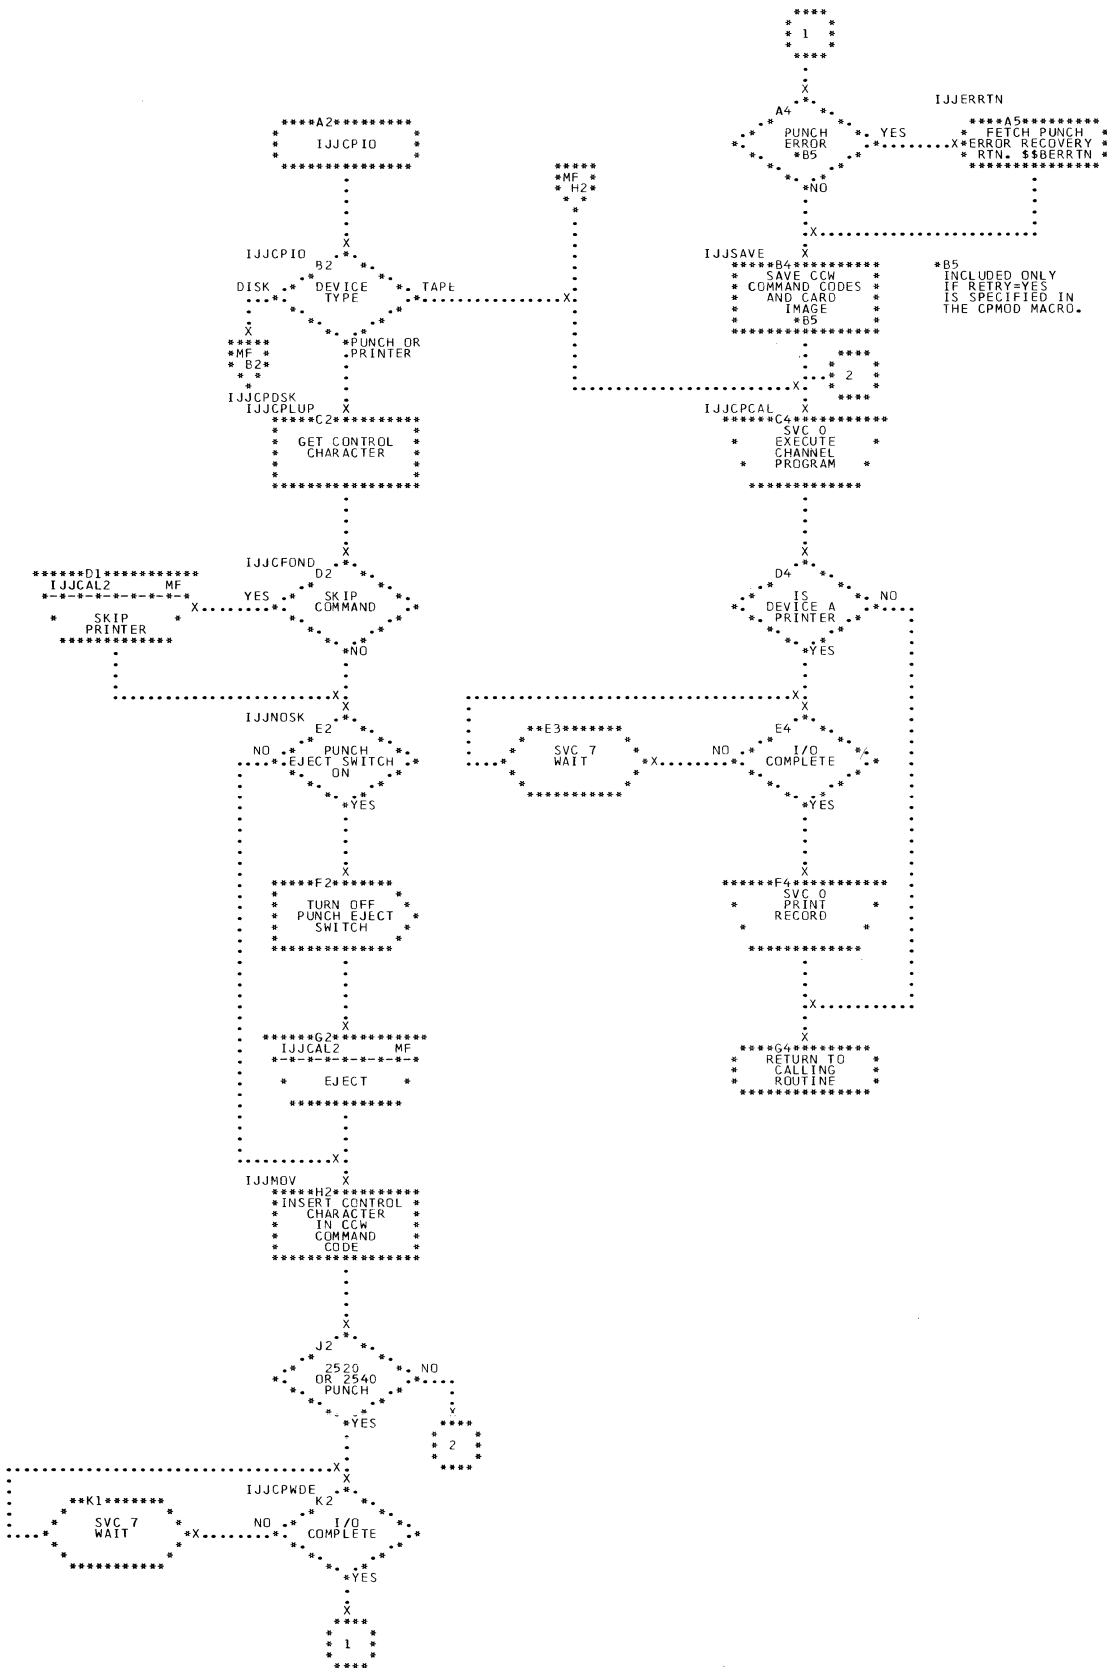 1
A4
PUNCH
ERROR
*B5
YES
NO
IJJERRTN
A5
FETCH PUNCH
ERROR RECOVERY
RTN. $$BERRTN
A2
IJJCPIO
MF
H2
IJJCPIO
B2
DEVICE
TYPE
DISK
TAPE
PUNCH OR
PRINTER
MF
B2
IJJCPDSK
IJJSAVE
B4
SAVE CCW
COMMAND CODES
AND CARD
IMAGE
*B5
*B5
INCLUDED ONLY
IF RETRY=YES
IS SPECIFIED IN
THE CPMOD MACRO.
2
IJJCPLUP
C2
GET CONTROL
CHARACTER
IJJCPCAL
C4
SVC 0
EXECUTE
CHANNEL
PROGRAM
D1
IJJCAL2 MF
SKIP
PRINTER
IJJCFOND
D2
SKIP
COMMAND
YES
NO
D4
IS
DEVICE A
PRINTER
NO
YES
IJJNOSK
E2
PUNCH
EJECT SWITCH
ON
NO
YES
E3
SVC 7
WAIT
E4
I/O
COMPLETE
NO
YES
F2
TURN OFF
PUNCH EJECT
SWITCH
F4
SVC 0
PRINT
RECORD
G2
IJJCAL2 MF
EJECT
G4
RETURN TO
CALLING
ROUTINE
IJJMOV
H2
INSERT CONTROL
CHARACTER
IN CCW
COMMAND
CODE
J2
2520
OR 2540
PUNCH
NO
YES
2
IJJCPWDE
K1
SVC 7
WAIT
K2
I/O
COMPLETE
NO
YES
1